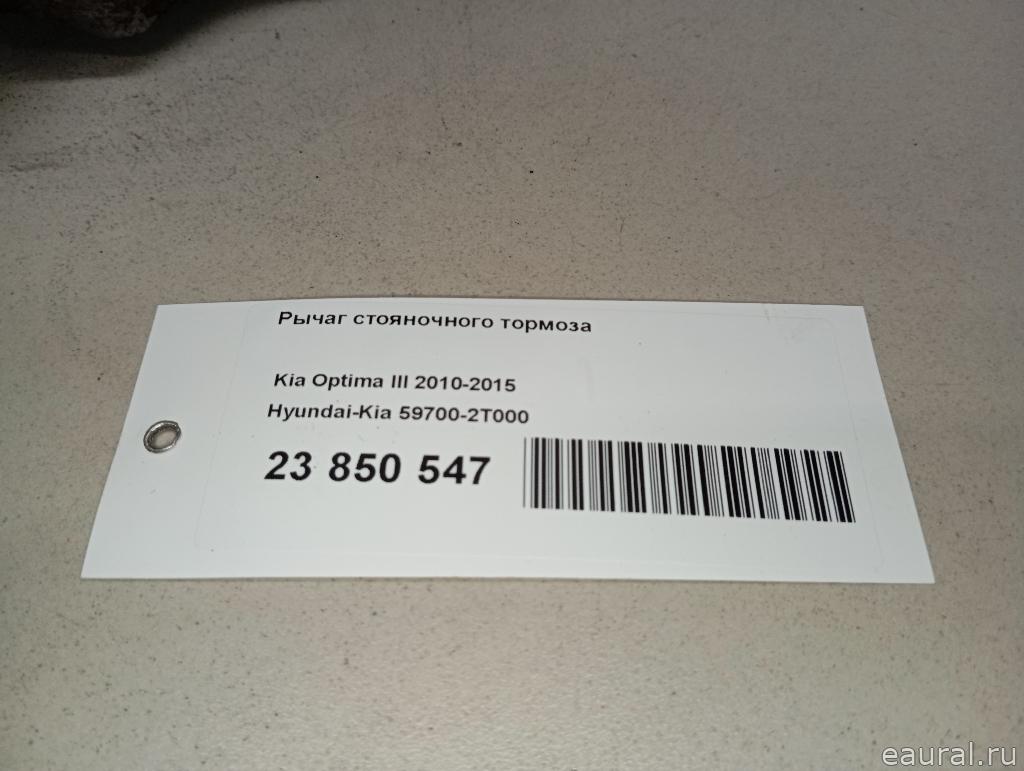 Рычаг стояночного тормоза
Kia Optima III 2010-2015
Hyundai-Kia 59700-2T000
23 850 547
eaural.ru